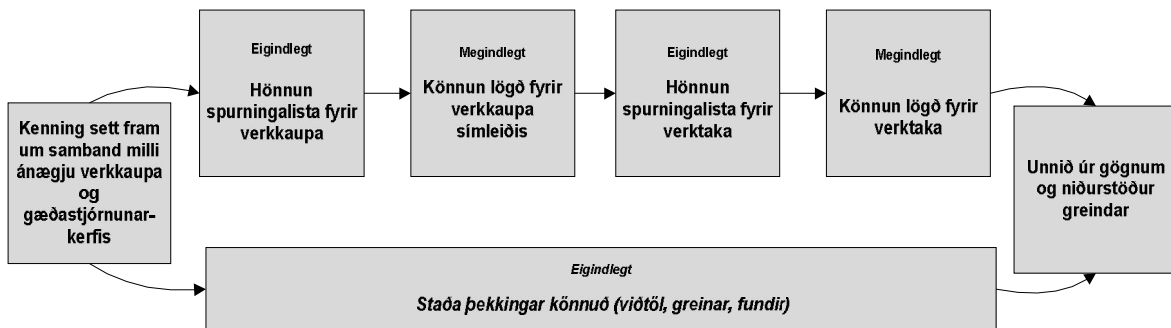 Kenning sett fram
um samband milli
ánægju verkkaupa
og
gæðastjórnunar-
kerfis
Eigindlegt
Hönnun
spurningalista fyrir
verkkaupa
Megindlegt
Könnun lögð fyrir
verkkaupa
símleiðis
Eigindlegt
Hönnun
spurningalista fyrir
verktaka
Megindlegt
Könnun lögð fyrir
verktaka
Eigindlegt
Staða þekkingar könnuð (viðtöl, greinar, fundir)
Unnið úr gögnum
og niðurstöður
greindar